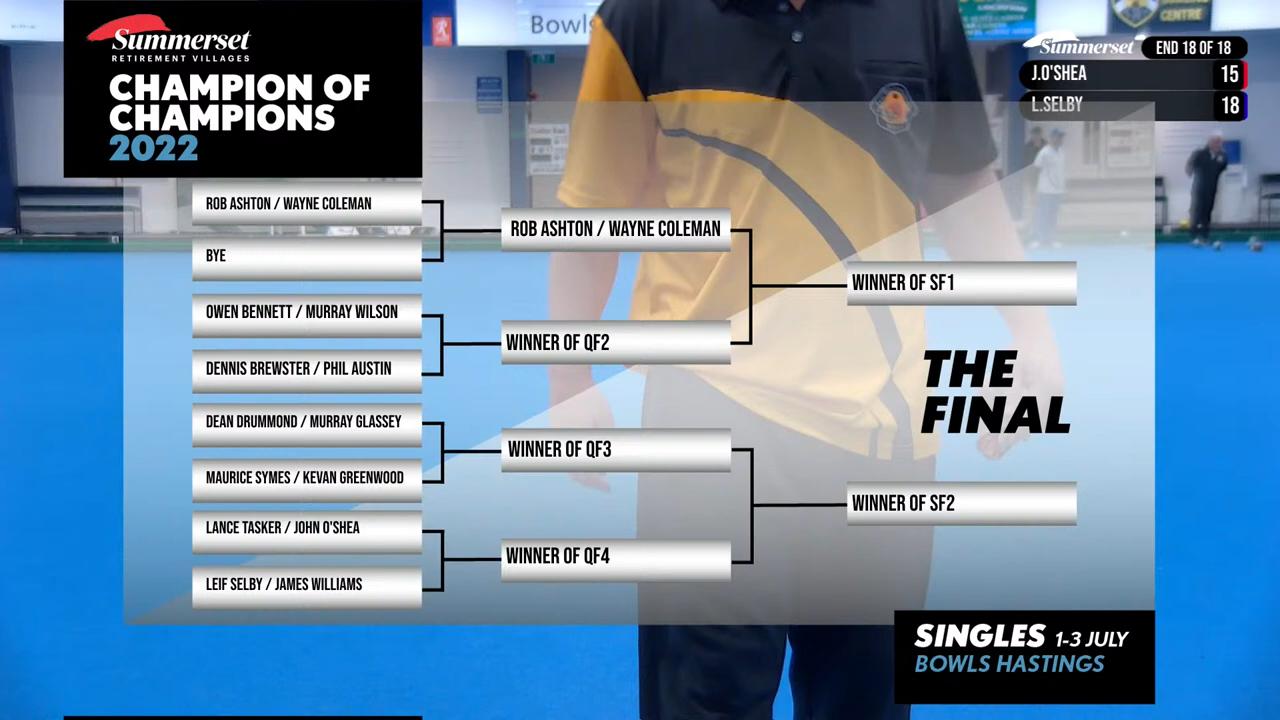 Summerset
RETIREMENT VILLAGES
CHAMPION OF
CHAMPIONS
2022
Bowls
CENTRE
Summerset
END 18 OF 18
J.O'SHEA 15
L.SELBY 18
ROB ASHTON / WAYNE COLEMAN
BYE
OWEN BENNETT / MURRAY WILSON
DENNIS BREWSTER / PHIL AUSTIN
DEAN DRUMMOND / MURRAY GLASSEY
MAURICE SYMES / KEVAN GREENWOOD
LANCE TASKER / JOHN O'SHEA
LEIF SELBY / JAMES WILLIAMS
ROB ASHTON / WAYNE COLEMAN
WINNER OF QF2
WINNER OF QF3
WINNER OF QF4
WINNER OF SF1
WINNER OF SF2
THE
FINAL
SINGLES 1-3 JULY
BOWLS HASTINGS